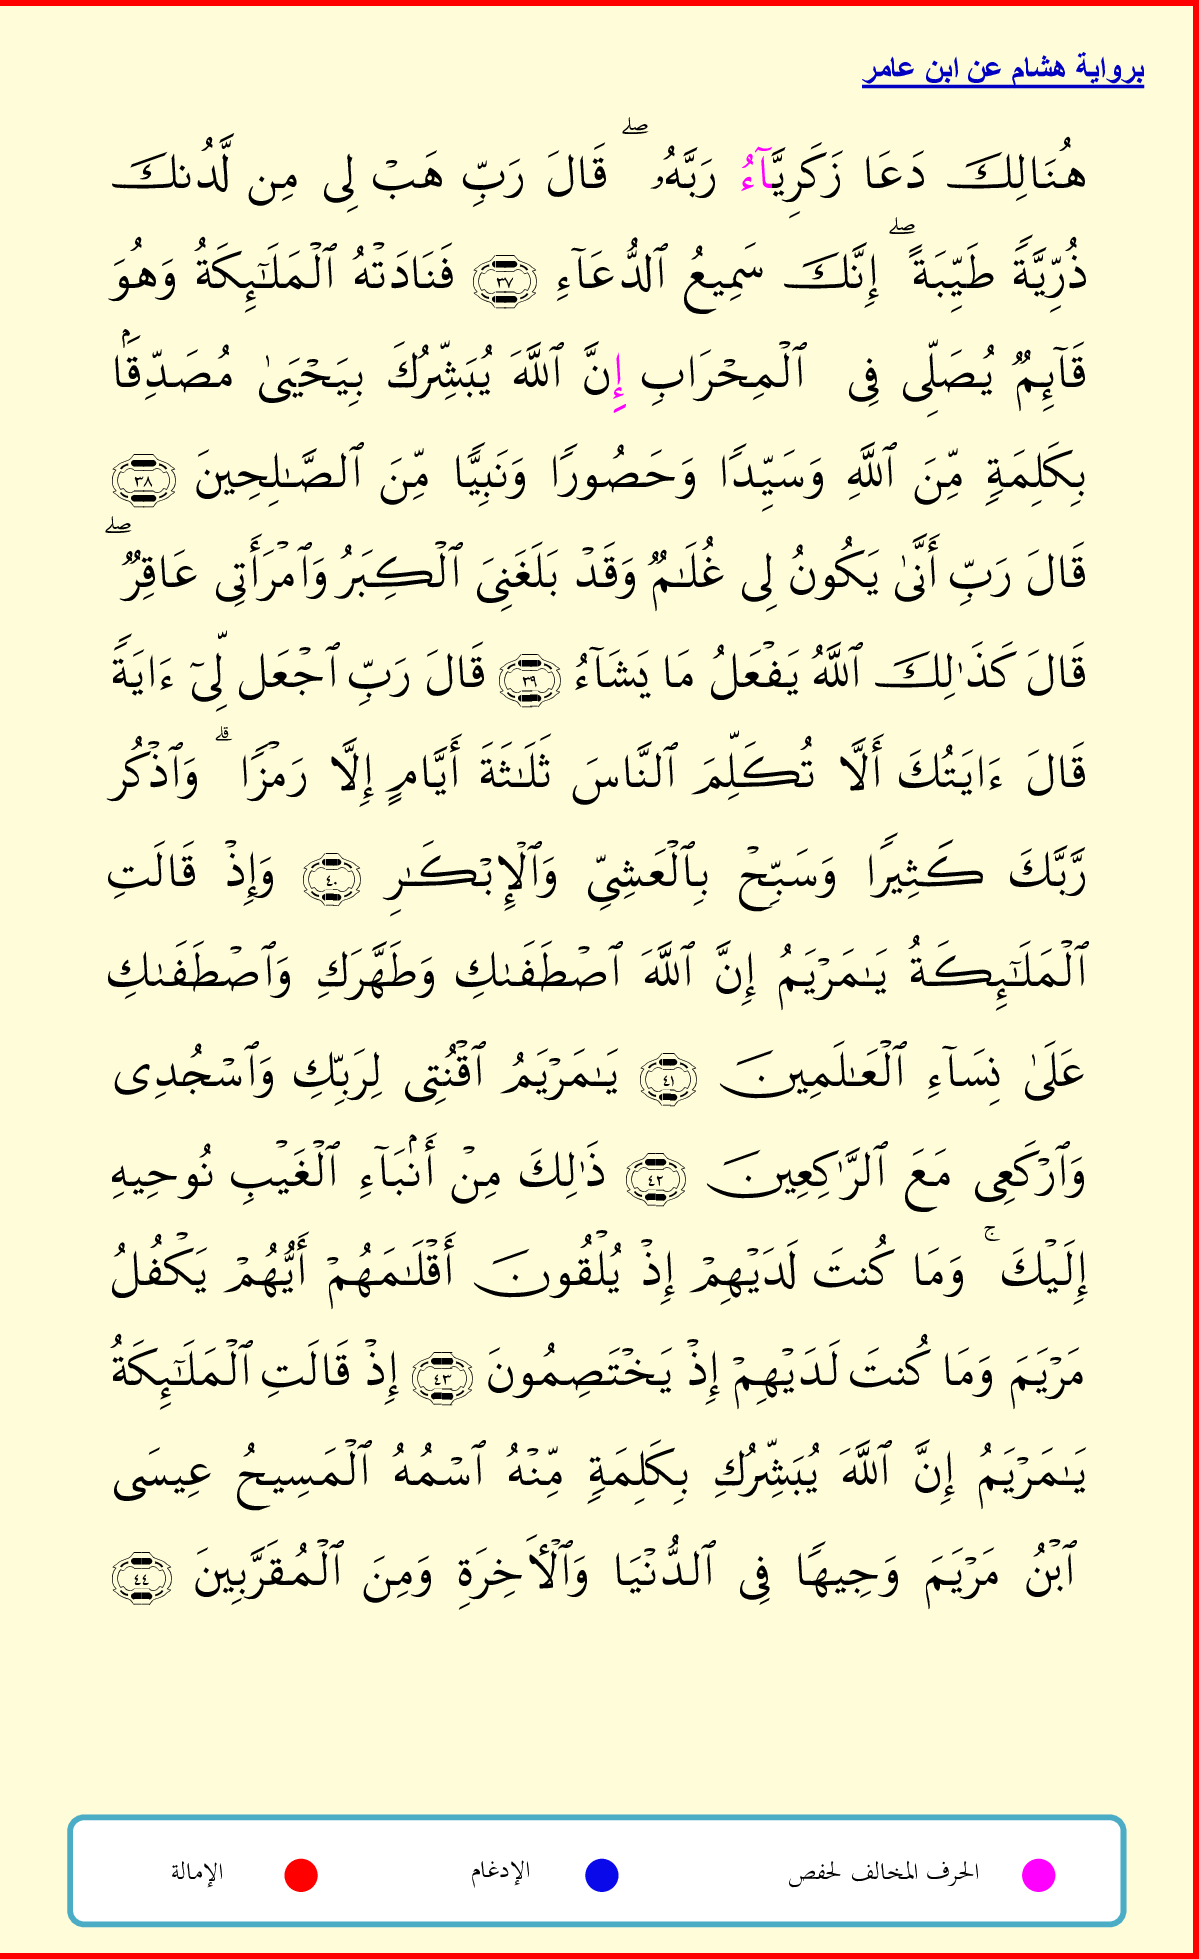 برواية هشام عن ابن عامر
هُنَالِكَ دَعَا زَكَرِيَّآءُ رَبَّهُۥ ۖ قَالَ رَبِّ هَبْ لِى مِن لَّدُنكَ
ذُرِّيَّةً طَيِّبَةً ۖ إِنَّكَ سَمِيعُ ٱلدُّعَآءِ ٣٧ فَنَادَتْهُ ٱلْمَلَـٰٓئِكَةُ وَهُوَ
قَآئِمٌ يُصَلِّى فِى ٱلْمِحْرَابِ إِنَّ ٱللَّهَ يُبَشِّرُكَ بِيَحْيَىٰ مُصَدِّقًۢا
بِكَلِمَةٍ مِّنَ ٱللَّهِ وَسَيِّدًا وَحَصُورًا وَنَبِيًّا مِّنَ ٱلصَّـٰلِحِينَ ٣٨
قَالَ رَبِّ أَنَّىٰ يَكُونُ لِى غُلَـٰمٌ وَقَدْ بَلَغَنِىَ ٱلْكِبَرُ وَٱمْرَأَتِى عَاقِرٌ ۖ
قَالَ كَذَٰلِكَ ٱللَّهُ يَفْعَلُ مَا يَشَآءُ ٣٩ قَالَ رَبِّ ٱجْعَل لِّىٓ ءَايَةً
قَالَ ءَايَتُكَ أَلَّا تُكَلِّمَ ٱلنَّاسَ ثَلَـٰثَةَ أَيَّامٍ إِلَّا رَمْزًا ۗ وَٱذْكُر
رَّبَّكَ كَثِيرًا وَسَبِّحْ بِٱلْعَشِىِّ وَٱلْإِبْكَـٰرِ ٤٠ وَإِذْ قَالَتِ
ٱلْمَلَـٰٓئِكَةُ يَـٰمَرْيَمُ إِنَّ ٱللَّهَ ٱصْطَفَىٰكِ وَطَهَّرَكِ وَٱصْطَفَىٰكِ
عَلَىٰ نِسَآءِ ٱلْعَـٰلَمِينَ ٤١ يَـٰمَرْيَمُ ٱقْنُتِى لِرَبِّكِ وَٱسْجُدِى
وَٱرْكَعِى مَعَ ٱلرَّٰكِعِينَ ٤٢ ذَٰلِكَ مِنْ أَنۢبَآءِ ٱلْغَيْبِ نُوحِيهِ
إِلَيْكَ ۚ وَمَا كُنتَ لَدَيْهِمْ إِذْ يُلْقُونَ أَقْلَـٰمَهُمْ أَيُّهُمْ يَكْفُلُ
مَرْيَمَ وَمَا كُنتَ لَدَيْهِمْ إِذْ يَخْتَصِمُونَ ٤٣ إِذْ قَالَتِ ٱلْمَلَـٰٓئِكَةُ
يَـٰمَرْيَمُ إِنَّ ٱللَّهَ يُبَشِّرُكِ بِكَلِمَةٍ مِّنْهُ ٱسْمُهُ ٱلْمَسِيحُ عِيسَى
ٱبْنُ مَرْيَمَ وَجِيهًا فِى ٱلدُّنْيَا وَٱلْأَخِرَةِ وَمِنَ ٱلْمُقَرَّبِينَ ٤٤
الحرف المخالف لحفص الإدغام الإمالة